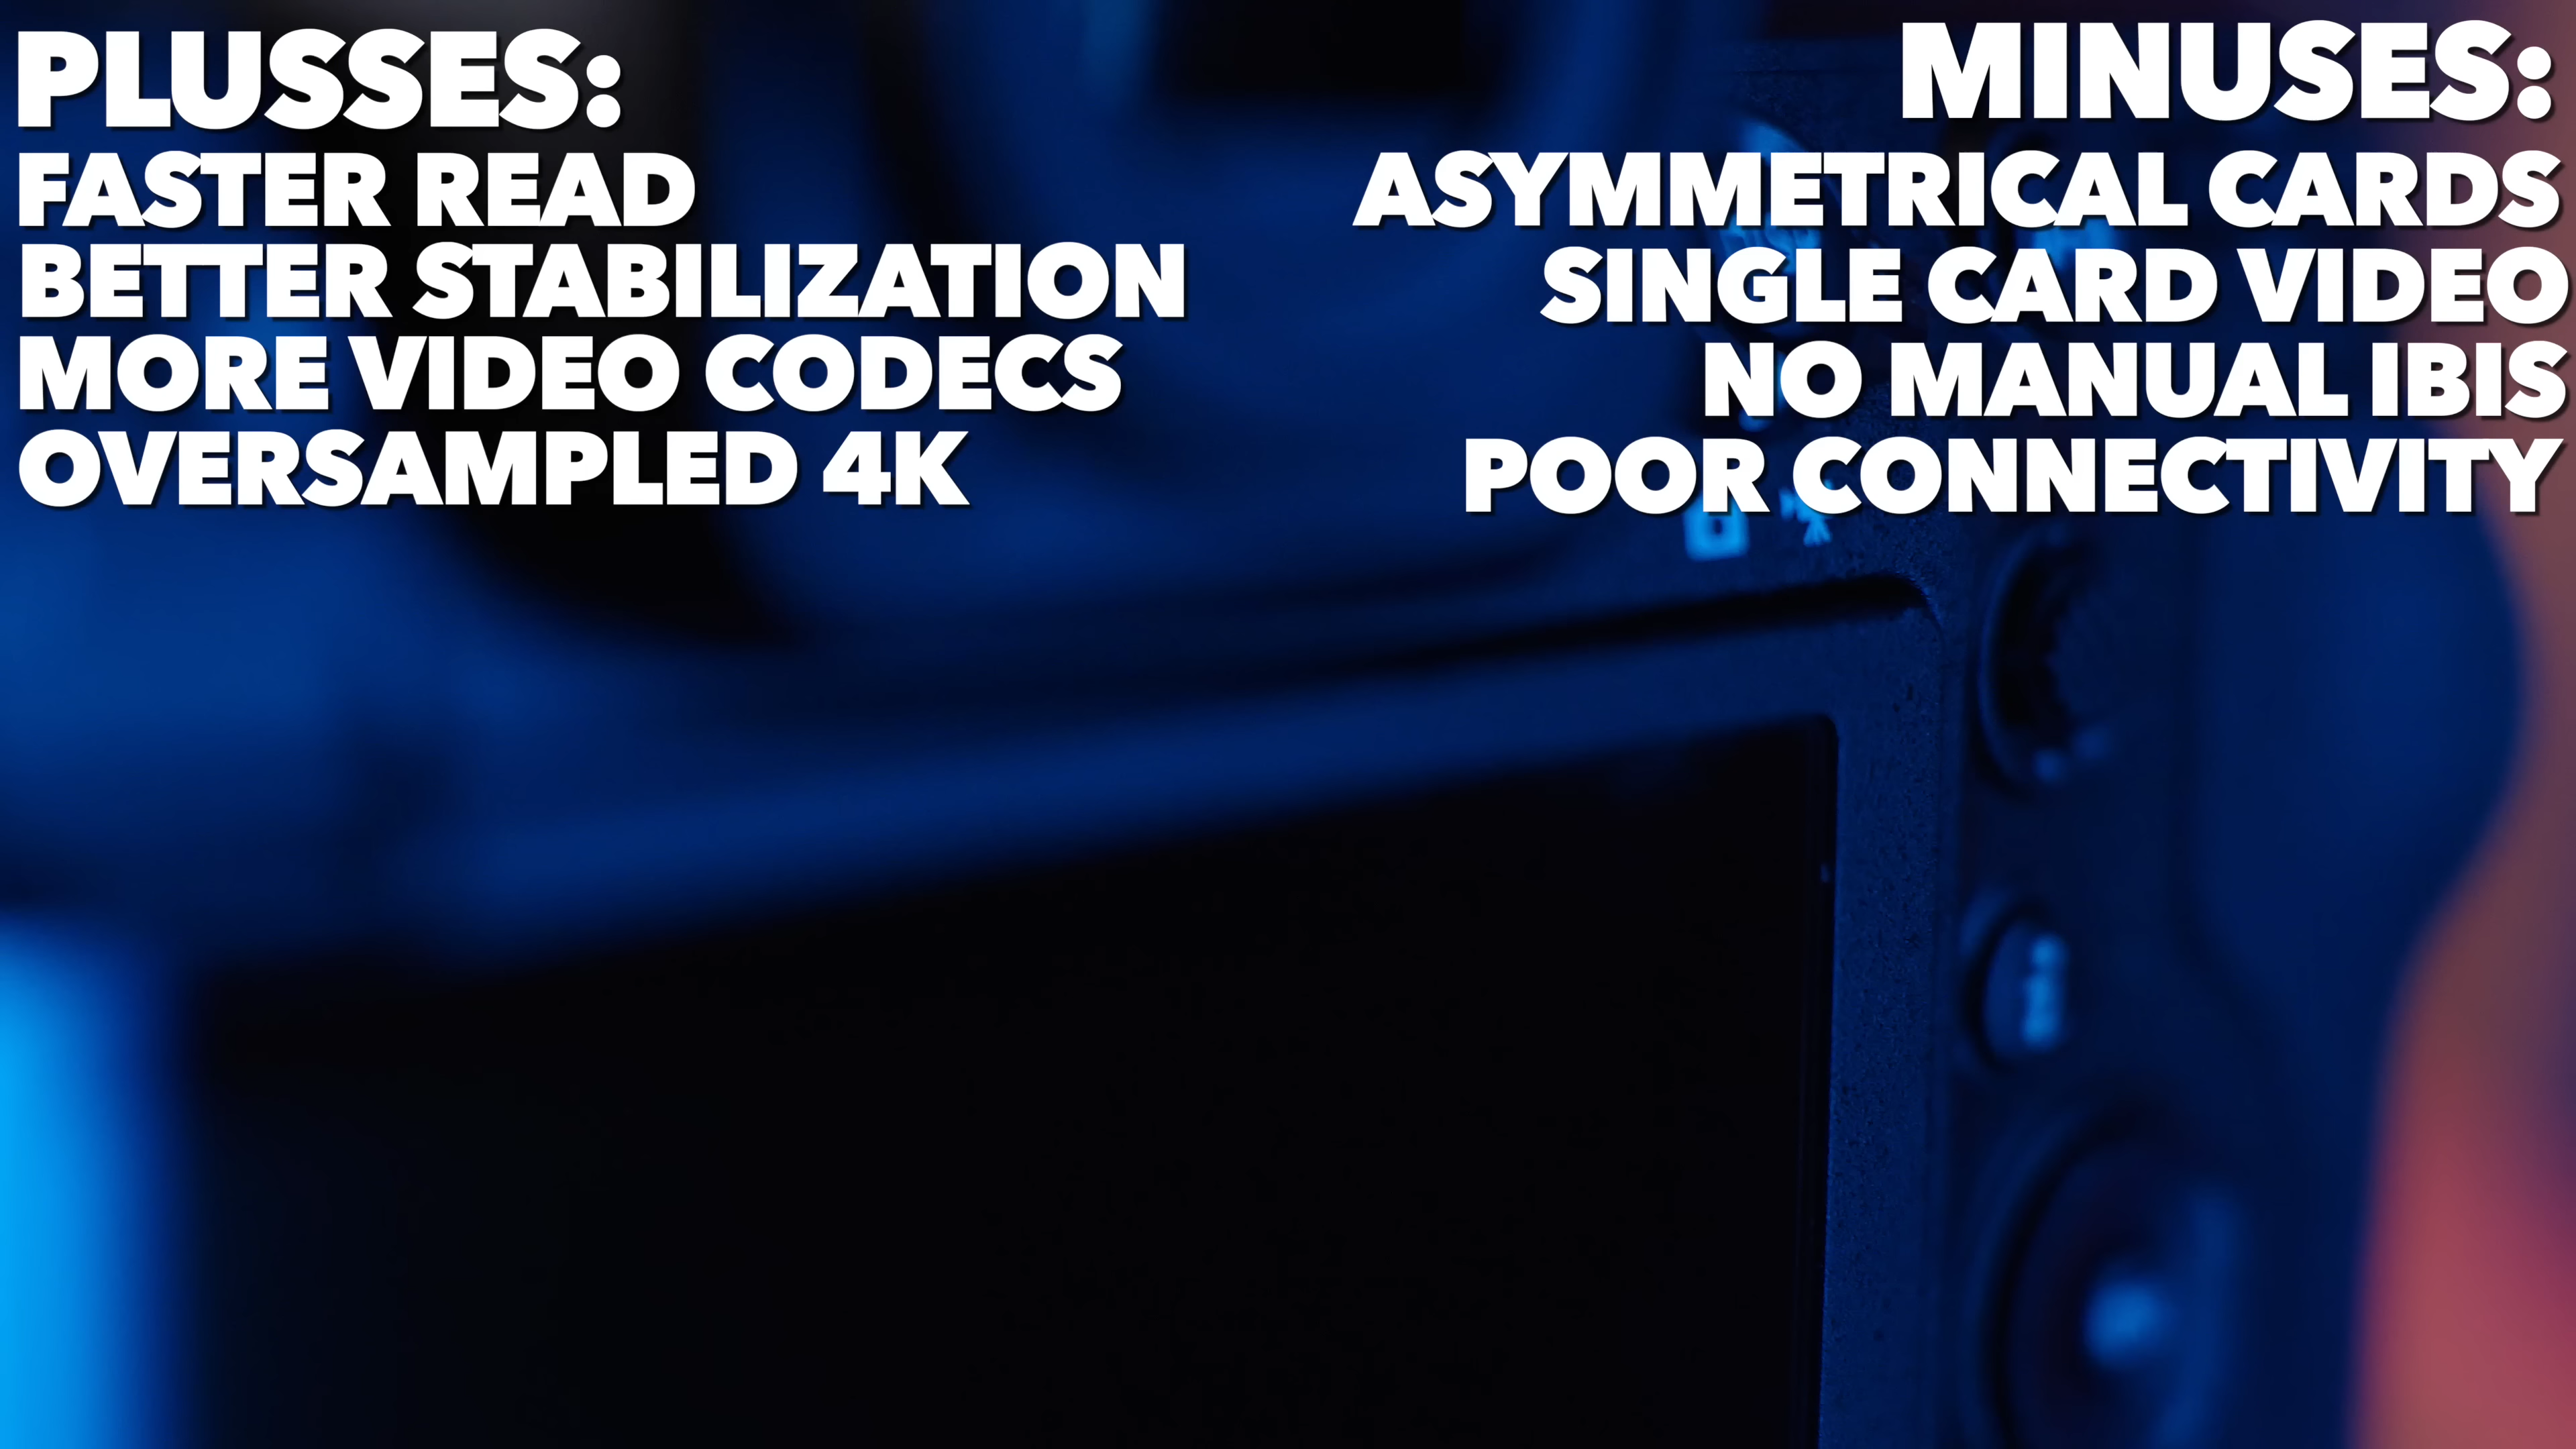 PLUSSES:
FASTER READ
BETTER STABILIZATION
MORE VIDEO CODECS
OVERSAMPLED 4K
MINUSES:
ASYMMETRICAL CARDS
SINGLE CARD VIDEO
NO MANUAL IBIS
POOR CONNECTIVITY